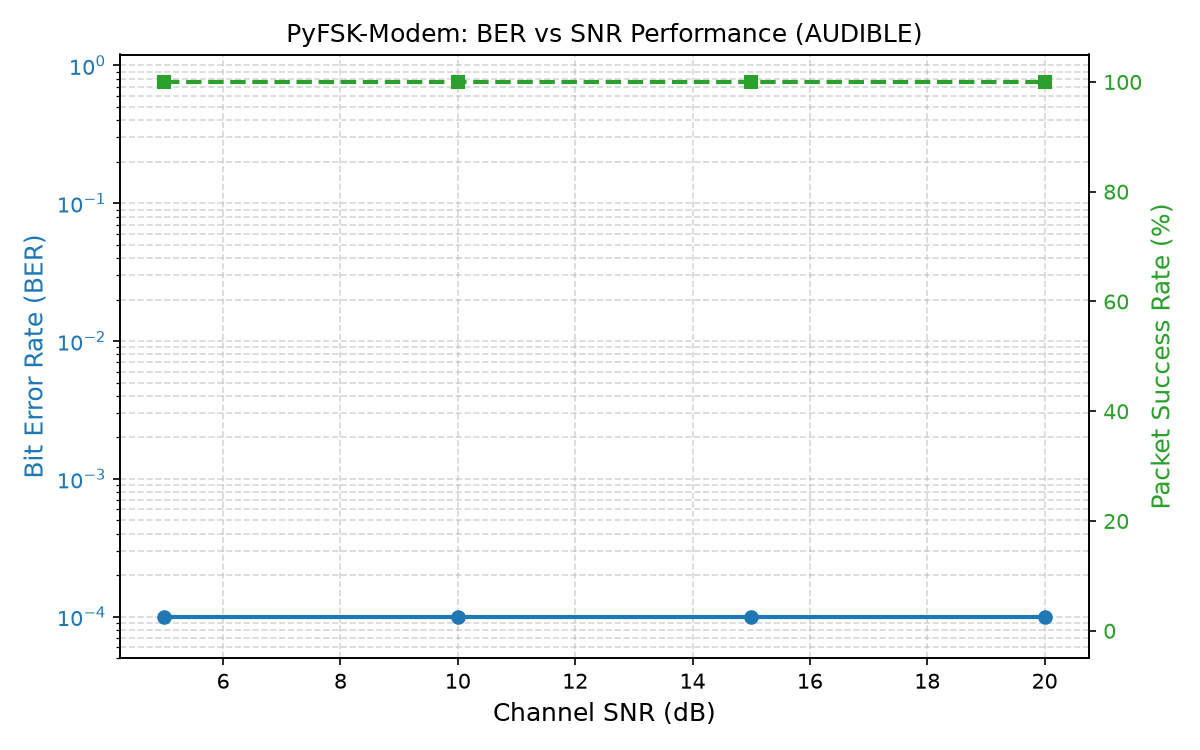 PyFSK-Modem: BER vs SNR Performance (AUDIBLE)
Bit Error Rate (BER)
10⁰
10⁻¹
10⁻²
10⁻³
10⁻⁴
100
80
60
40
20
0
Packet Success Rate (%)
6 8 10 12 14 16 18 20
Channel SNR (dB)